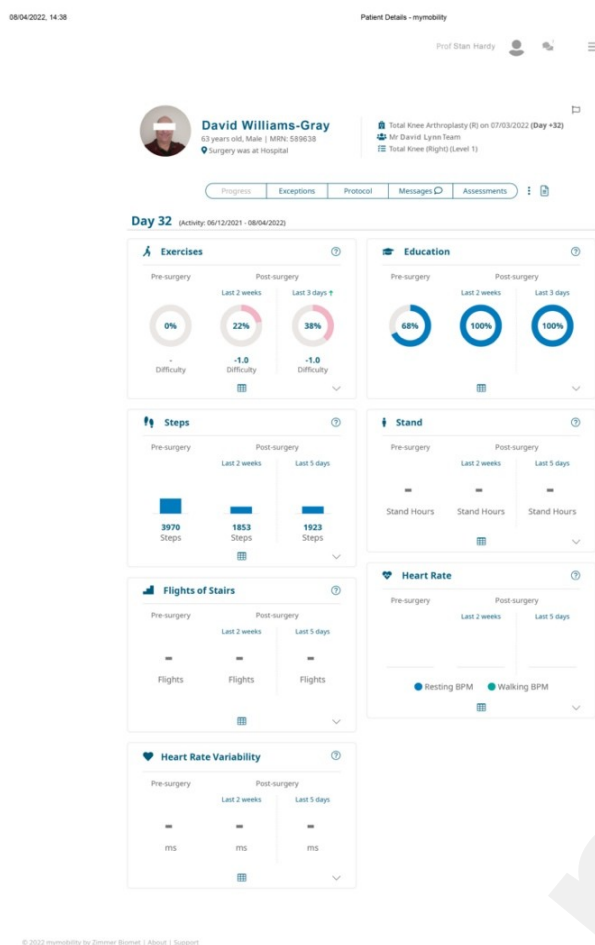 08/04/2022, 14:38
Patient Details - mymobility
Prof Stan Hardy
David Williams-Gray
63 years old, Male | MRN: 589638
Surgery was at Hospital
Total Knee Arthroplasty (R) on 07/03/2022 (Day +32)
Mr David Lynn Team
Total Knee (Right) (Level 1)
Progress
Exceptions
Protocol
Messages
Assessments
Day 32 (Activity: 06/12/2021 - 08/04/2022)
Exercises
Pre-surgery
Post-surgery
Last 2 weeks
Last 3 days ↑
0%
22%
38%
-
-1.0
-1.0
Difficulty
Difficulty
Difficulty
Education
Pre-surgery
Post-surgery
Last 2 weeks
Last 3 days
68%
100%
100%
Steps
Pre-surgery
Post-surgery
Last 2 weeks
Last 5 days
3970
1853
1923
Steps
Steps
Steps
Stand
Pre-surgery
Post-surgery
Last 2 weeks
Last 5 days
-
-
-
Stand Hours
Stand Hours
Stand Hours
Flights of Stairs
Pre-surgery
Post-surgery
Last 2 weeks
Last 5 days
-
-
-
Flights
Flights
Flights
Heart Rate
Pre-surgery
Post-surgery
Last 2 weeks
Last 5 days
Resting BPM
Walking BPM
Heart Rate Variability
Pre-surgery
Post-surgery
Last 2 weeks
Last 5 days
-
-
-
ms
ms
ms
© 2022 mymobility by Zimmer Biomet | About | Support